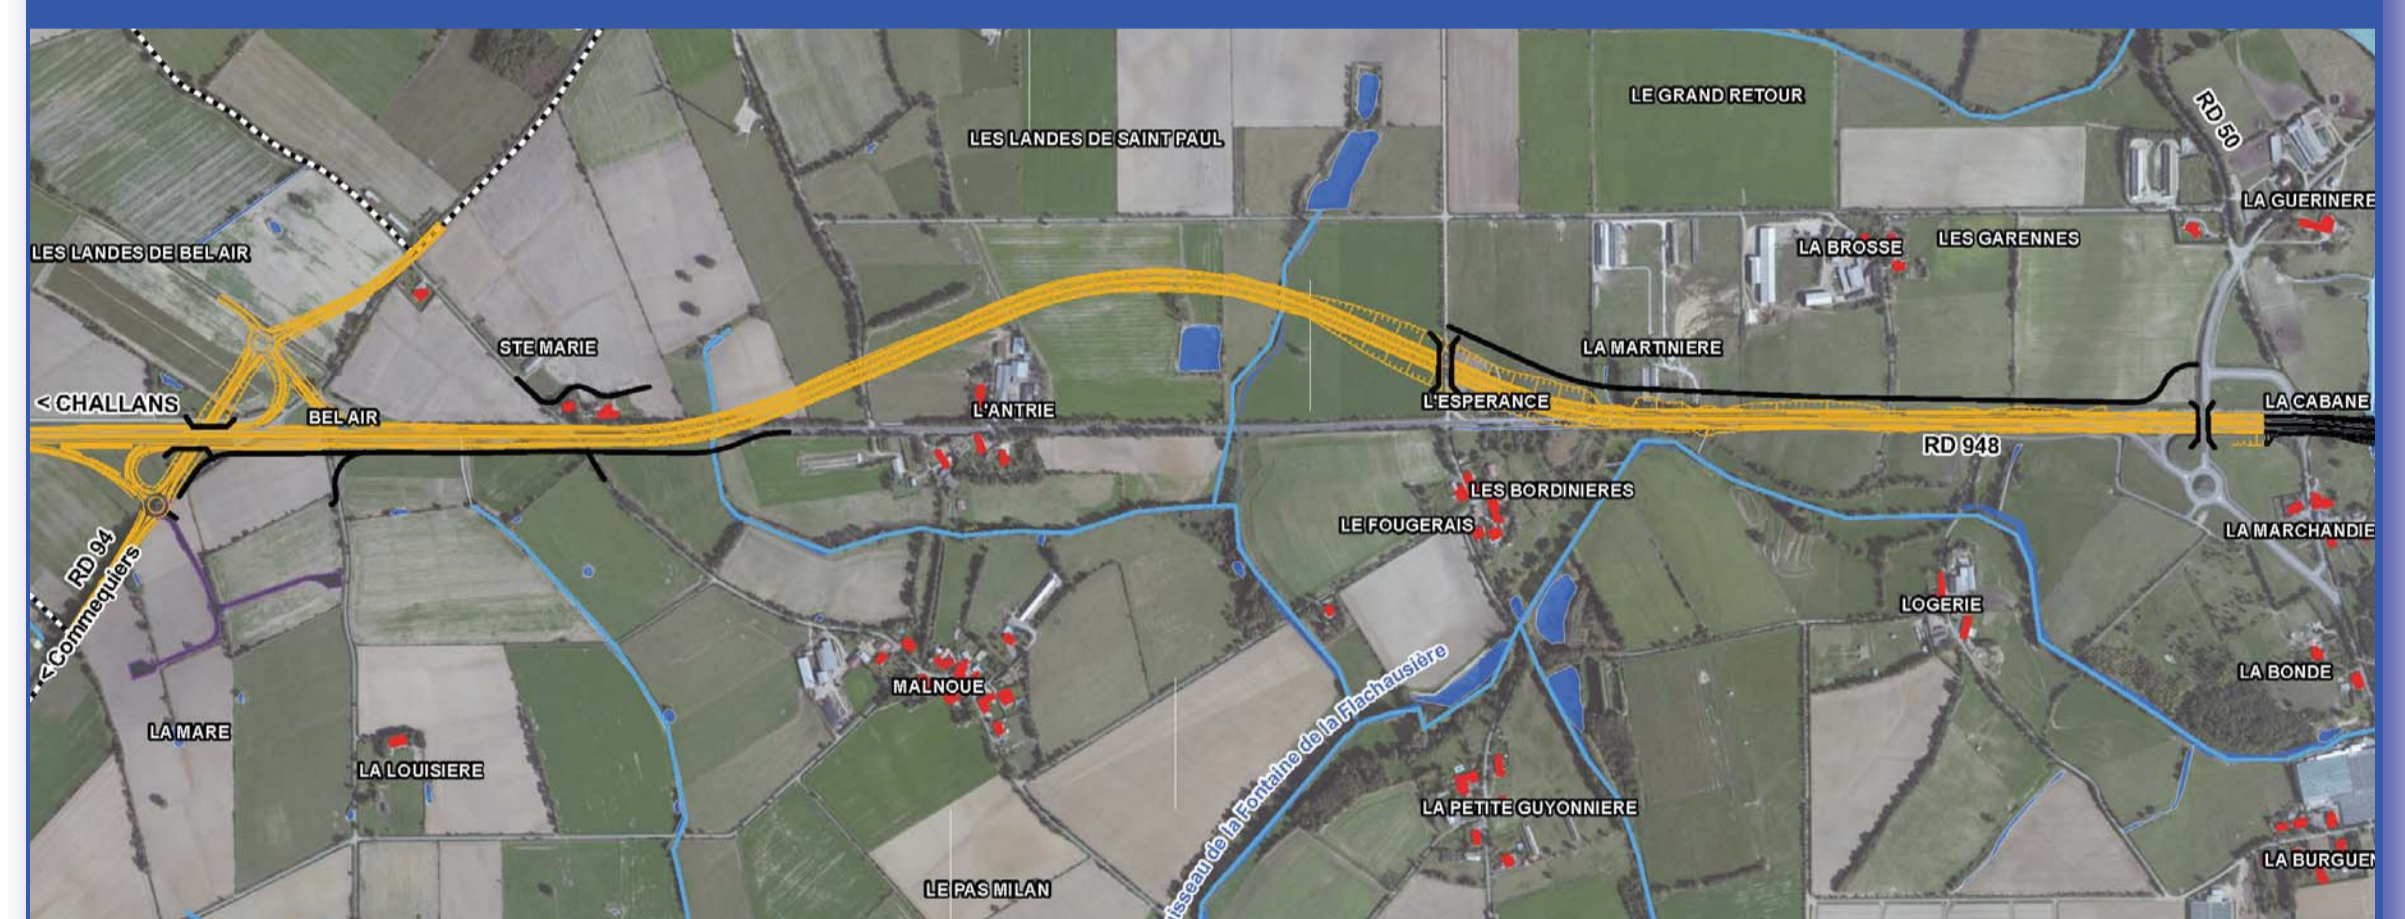 LE GRAND RETOUR
RD 50
LES LANDES DE SAINT PAUL
LA GUERINERE
LES GARENNES
LA BROSSE
LES LANDES DE BEL AIR
STE MARIE
LA MARTINIERE
< CHALLANS
BEL AIR
L'ANTRIE
L'ESPERANCE
LA CABANE
RD 948
LES BORDINIERES
LE FOUGERAIS
LA MARCHANDIE
RD 94
< Commequiers
LOGERIE
LA BONDE
MALNOUE
isseau de la Fontaine de la Flachausière
LA MARE
LA LOUISIERE
LA PETITE GUYONNIERE
LA BURGUEN
LE PAS MILAN